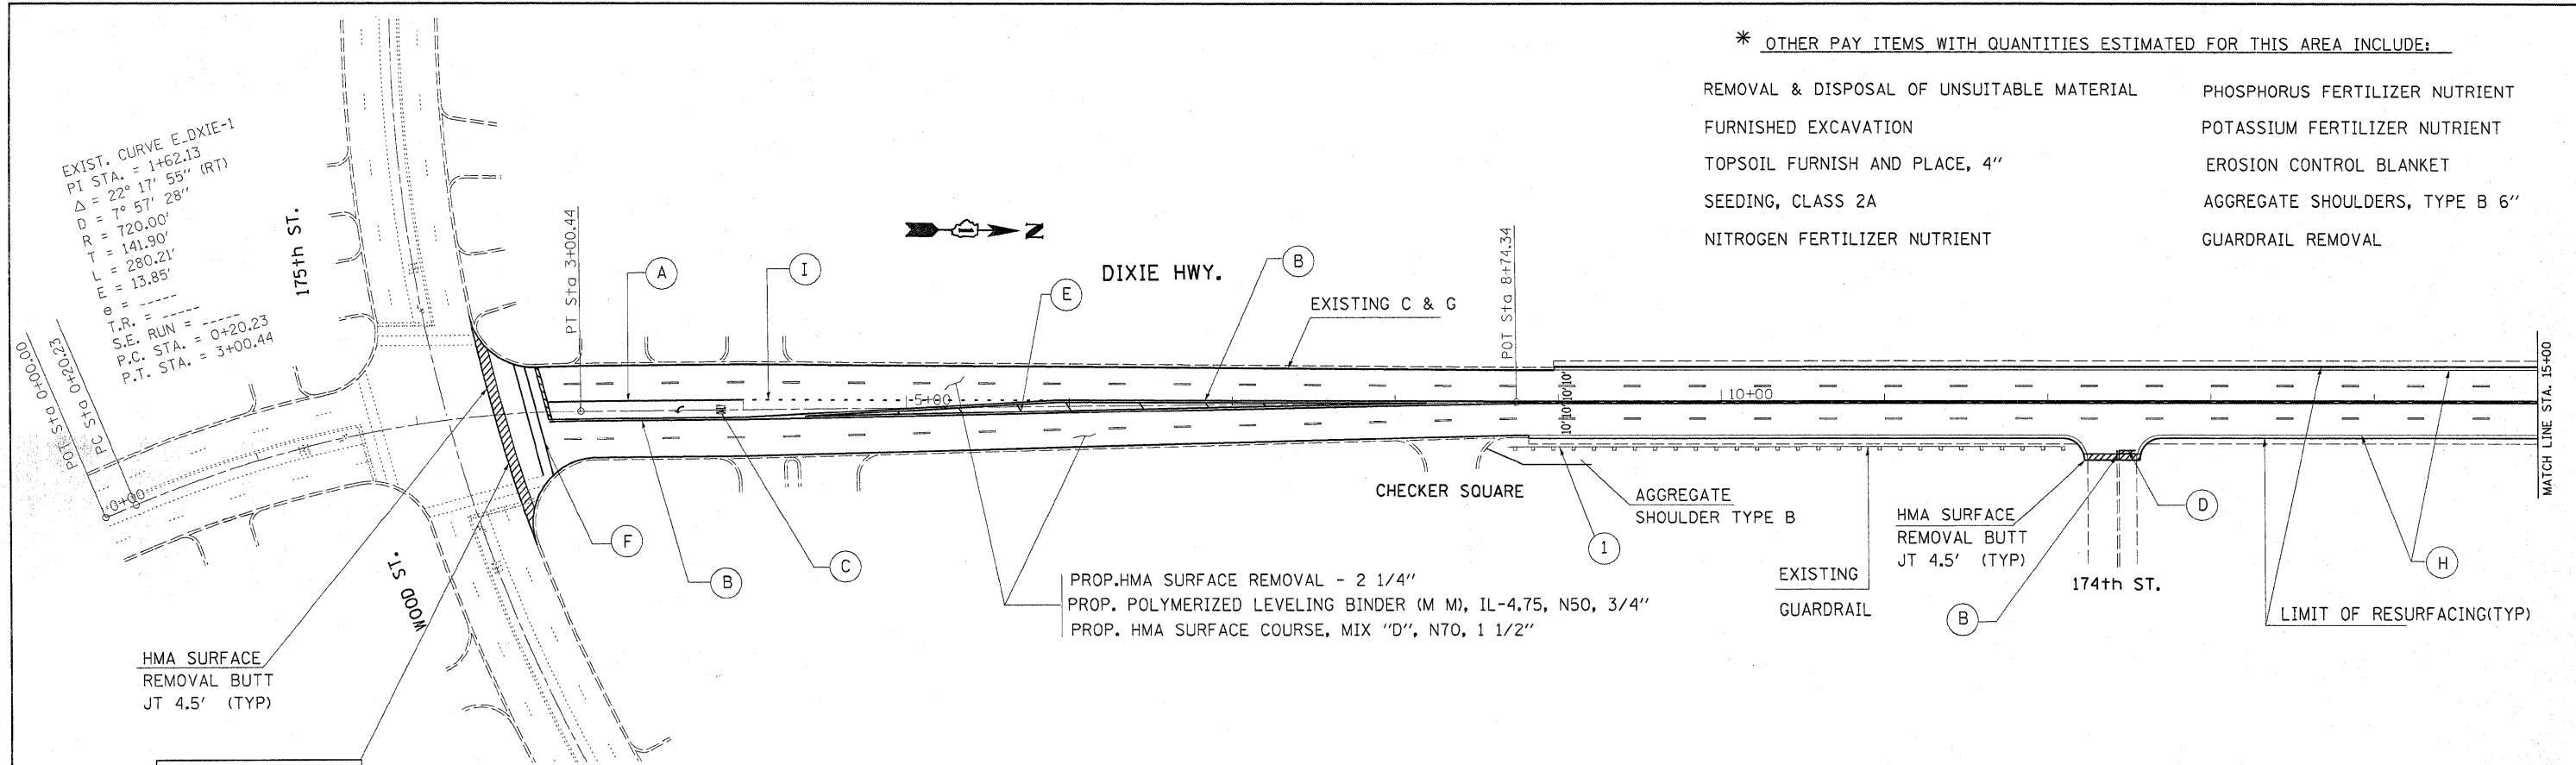 * OTHER PAY ITEMS WITH QUANTITIES ESTIMATED FOR THIS AREA INCLUDE:
REMOVAL & DISPOSAL OF UNSUITABLE MATERIAL
FURNISHED EXCAVATION
TOPSOIL FURNISH AND PLACE, 4"
SEEDING, CLASS 2A
NITROGEN FERTILIZER NUTRIENT
PHOSPHORUS FERTILIZER NUTRIENT
POTASSIUM FERTILIZER NUTRIENT
EROSION CONTROL BLANKET
AGGREGATE SHOULDERS, TYPE B 6"
GUARDRAIL REMOVAL
EXIST. CURVE E_DXIE-1
PI STA. = 1+62.13
Δ = 22° 17' 55" (RT)
D = 7° 57' 28"
R = 720.00'
T = 141.90'
L = 280.21'
E = 13.85'
e = -----
T.R. = -----
S.E. RUN = -----
P.C. STA. = 0+20.23
P.T. STA. = 3+00.44
175th ST.
POT Sta 0+00.00
PC Sta 0+20.23
0+00
PT Sta 3+00.44
A
I
N
DIXIE HWY.
E
B
EXISTING C & G
POT Sta 8+74.34
5+00
10+00
10' 10' 10' 10'
MATCH LINE STA. 15+00
F
B
C
WOOD ST.
CHECKER SQUARE
AGGREGATE
SHOULDER TYPE B
1
EXISTING
GUARDRAIL
HMA SURFACE
REMOVAL BUTT
JT 4.5' (TYP)
B
174th ST.
D
H
LIMIT OF RESURFACING(TYP)
PROP.HMA SURFACE REMOVAL - 2 1/4"
PROP. POLYMERIZED LEVELING BINDER (M M), IL-4.75, N50, 3/4"
PROP. HMA SURFACE COURSE, MIX "D", N70, 1 1/2"
HMA SURFACE
REMOVAL BUTT
JT 4.5' (TYP)